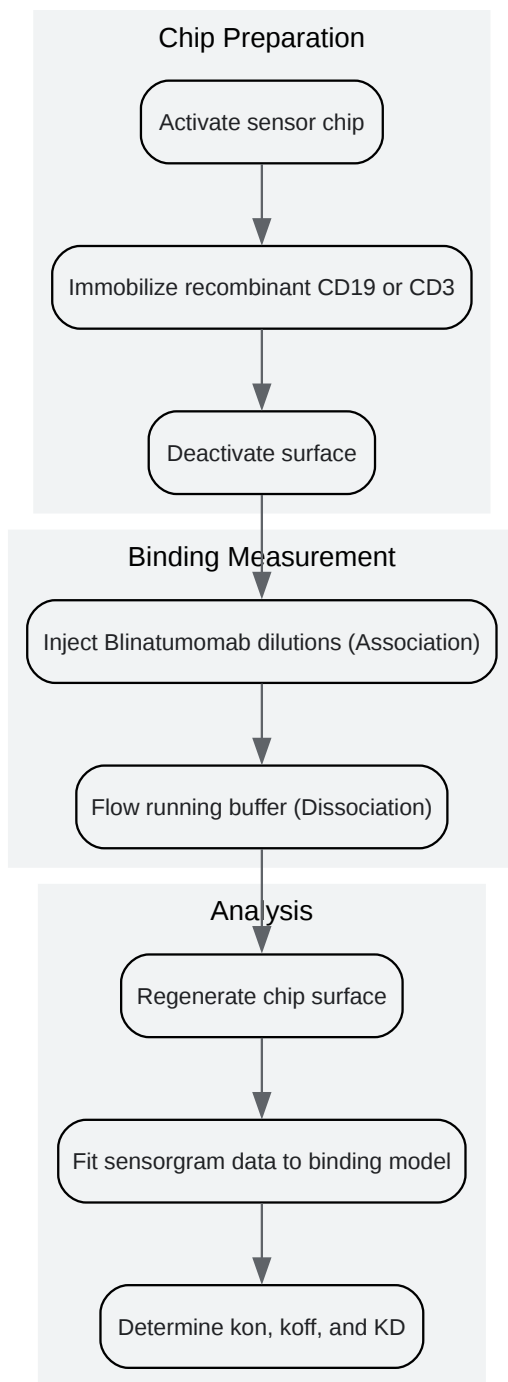 Chip Preparation
Activate sensor chip
Immobilize recombinant CD19 or CD3
Deactivate surface
Binding Measurement
Inject Blinatumomab dilutions (Association)
Flow running buffer (Dissociation)
Analysis
Regenerate chip surface
Fit sensorgram data to binding model
Determine kon, koff, and KD